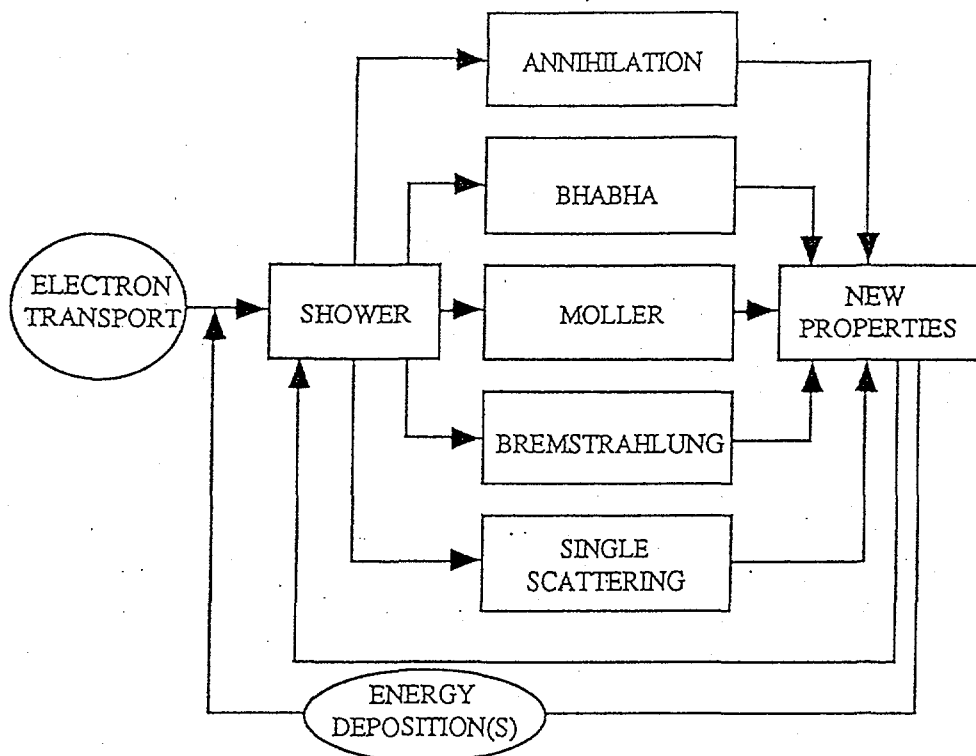 ANNIHILATION
BHABHA
ELECTRON
TRANSPORT
SHOWER
MOLLER
NEW
PROPERTIES
BREMSTRAHLUNG
SINGLE
SCATTERING
ENERGY
DEPOSITION(S)